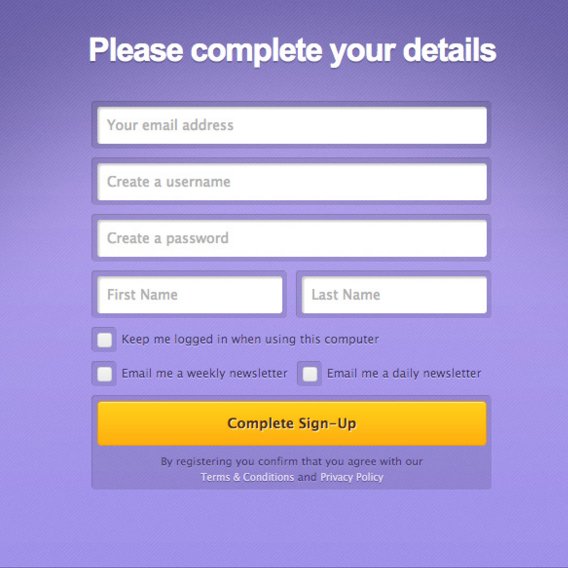 Please complete your details
Your email address
Create a username
Create a password
First Name
Last Name
Keep me logged in when using this computer
Email me a weekly newsletter
Email me a daily newsletter
Complete Sign-Up
By registering you confirm that you agree with our
Terms & Conditions and Privacy Policy